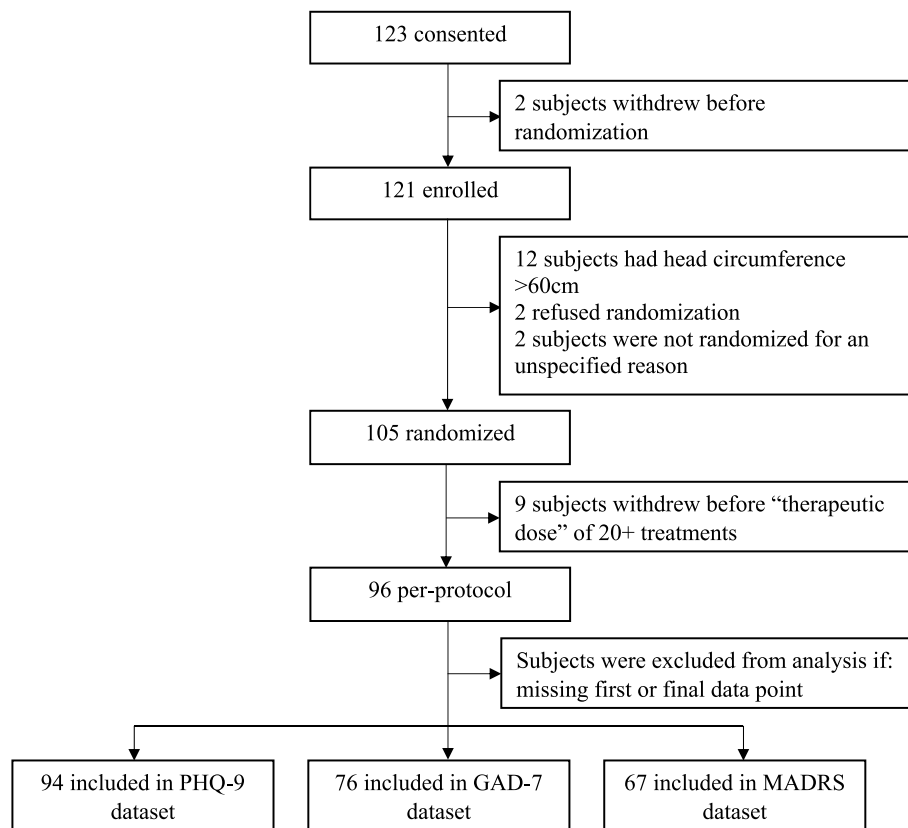 123 consented
2 subjects withdrew before
randomization
121 enrolled
12 subjects had head circumference
>60cm
2 refused randomization
2 subjects were not randomized for an
unspecified reason
105 randomized
9 subjects withdrew before “therapeutic
dose” of 20+ treatments
96 per-protocol
Subjects were excluded from analysis if:
missing first or final data point
94 included in PHQ-9
dataset
76 included in GAD-7
dataset
67 included in MADRS
dataset